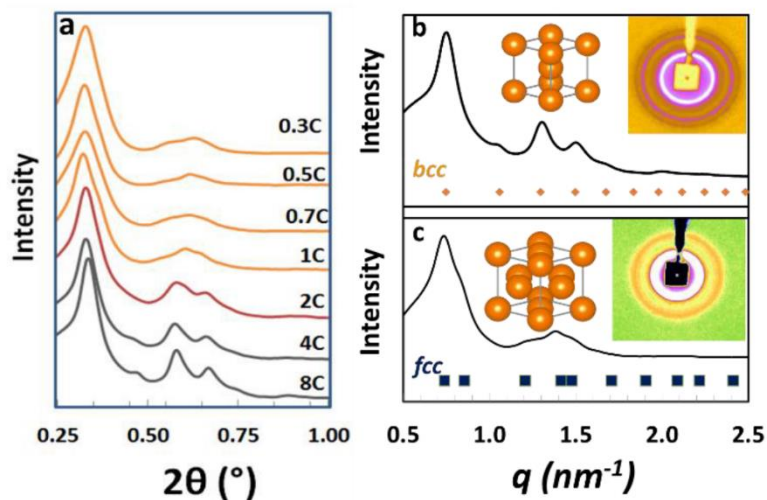 a
0.3C
0.5C
0.7C
1C
2C
4C
8C
Intensity
0.25 0.50 0.75 1.00
2θ (°)
b
Intensity
bcc
c
Intensity
fcc
0.5 1.0 1.5 2.0 2.5
q (nm⁻¹)